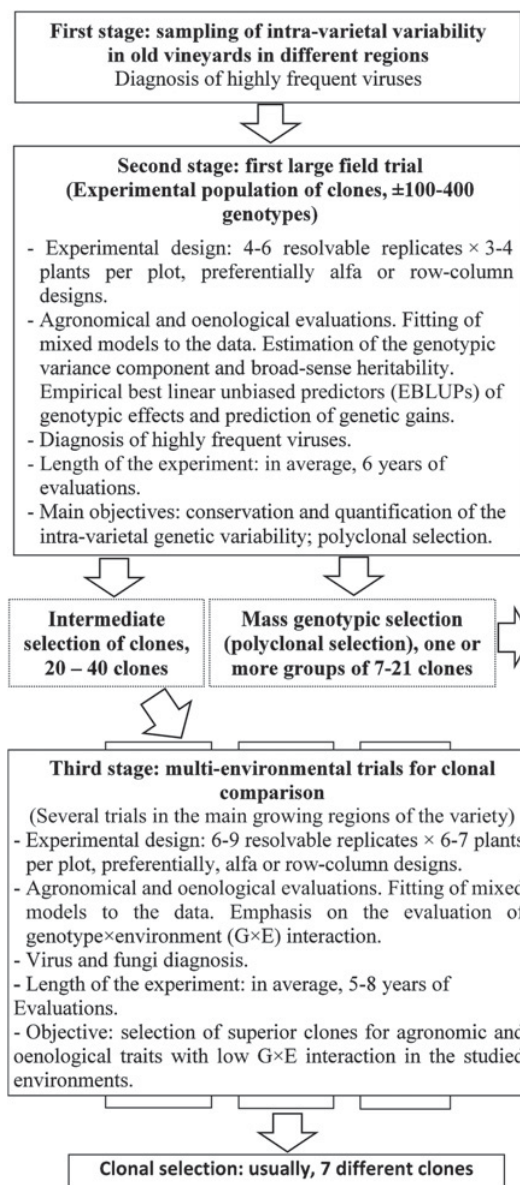 First stage: sampling of intra-varietal variability
in old vineyards in different regions
Diagnosis of highly frequent viruses
Second stage: first large field trial
(Experimental population of clones, ±100-400
genotypes)
- Experimental design: 4-6 resolvable replicates × 3-4
plants per plot, preferentially alfa or row-column
designs.
- Agronomical and oenological evaluations. Fitting of
mixed models to the data. Estimation of the genotypic
variance component and broad-sense heritability.
Empirical best linear unbiased predictors (EBLUPs) of
genotypic effects and prediction of genetic gains.
- Diagnosis of highly frequent viruses.
- Length of the experiment: in average, 6 years of
evaluations.
- Main objectives: conservation and quantification of the
intra-varietal genetic variability; polyclonal selection.
Intermediate
selection of clones,
20 – 40 clones
Mass genotypic selection
(polyclonal selection), one or
more groups of 7-21 clones
Third stage: multi-environmental trials for clonal
comparison
(Several trials in the main growing regions of the variety)
- Experimental design: 6-9 resolvable replicates × 6-7 plants
per plot, preferentially, alfa or row-column designs.
- Agronomical and oenological evaluations. Fitting of mixed
models to the data. Emphasis on the evaluation of
genotype×environment (G×E) interaction.
- Virus and fungi diagnosis.
- Length of the experiment: in average, 5-8 years of
Evaluations.
- Objective: selection of superior clones for agronomic and
oenological traits with low G×E interaction in the studied
environments.
Clonal selection: usually, 7 different clones